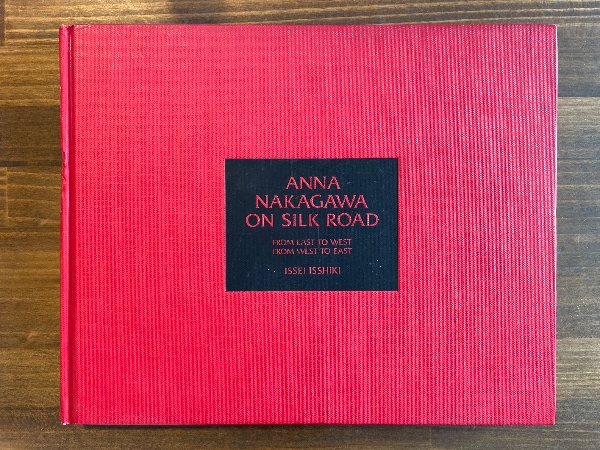 ANNA
NAKAGAWA
ON SILK ROAD
FROM EAST TO WEST
FROM WEST TO EAST
ISSEI ISSHIKI